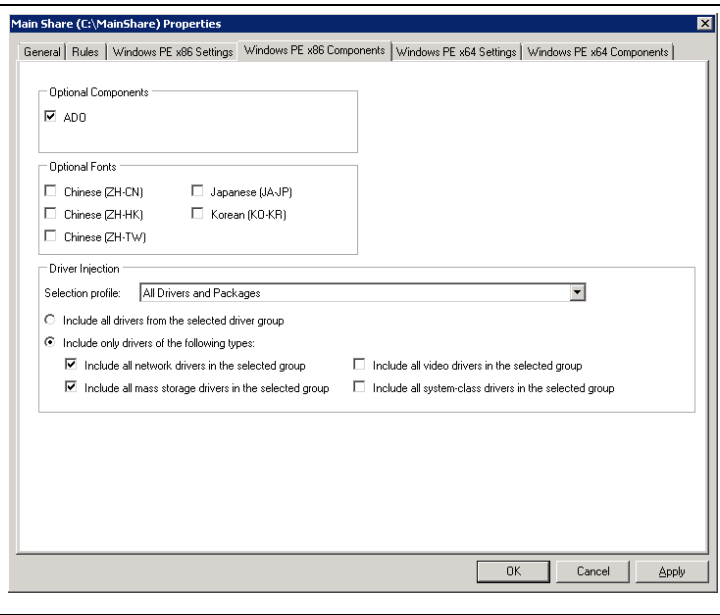 Main Share (C:\MainShare) Properties
General Rules Windows PE x86 Settings Windows PE x86 Components Windows PE x64 Settings Windows PE x64 Components
Optional Components
ADO
Optional Fonts
Chinese (ZH-CN) Japanese (JA-JP)
Chinese (ZH-HK) Korean (KO-KR)
Chinese (ZH-TW)
Driver Injection
Selection profile: All Drivers and Packages
Include all drivers from the selected driver group
Include only drivers of the following types:
Include all network drivers in the selected group Include all video drivers in the selected group
Include all mass storage drivers in the selected group Include all system-class drivers in the selected group
OK Cancel Apply